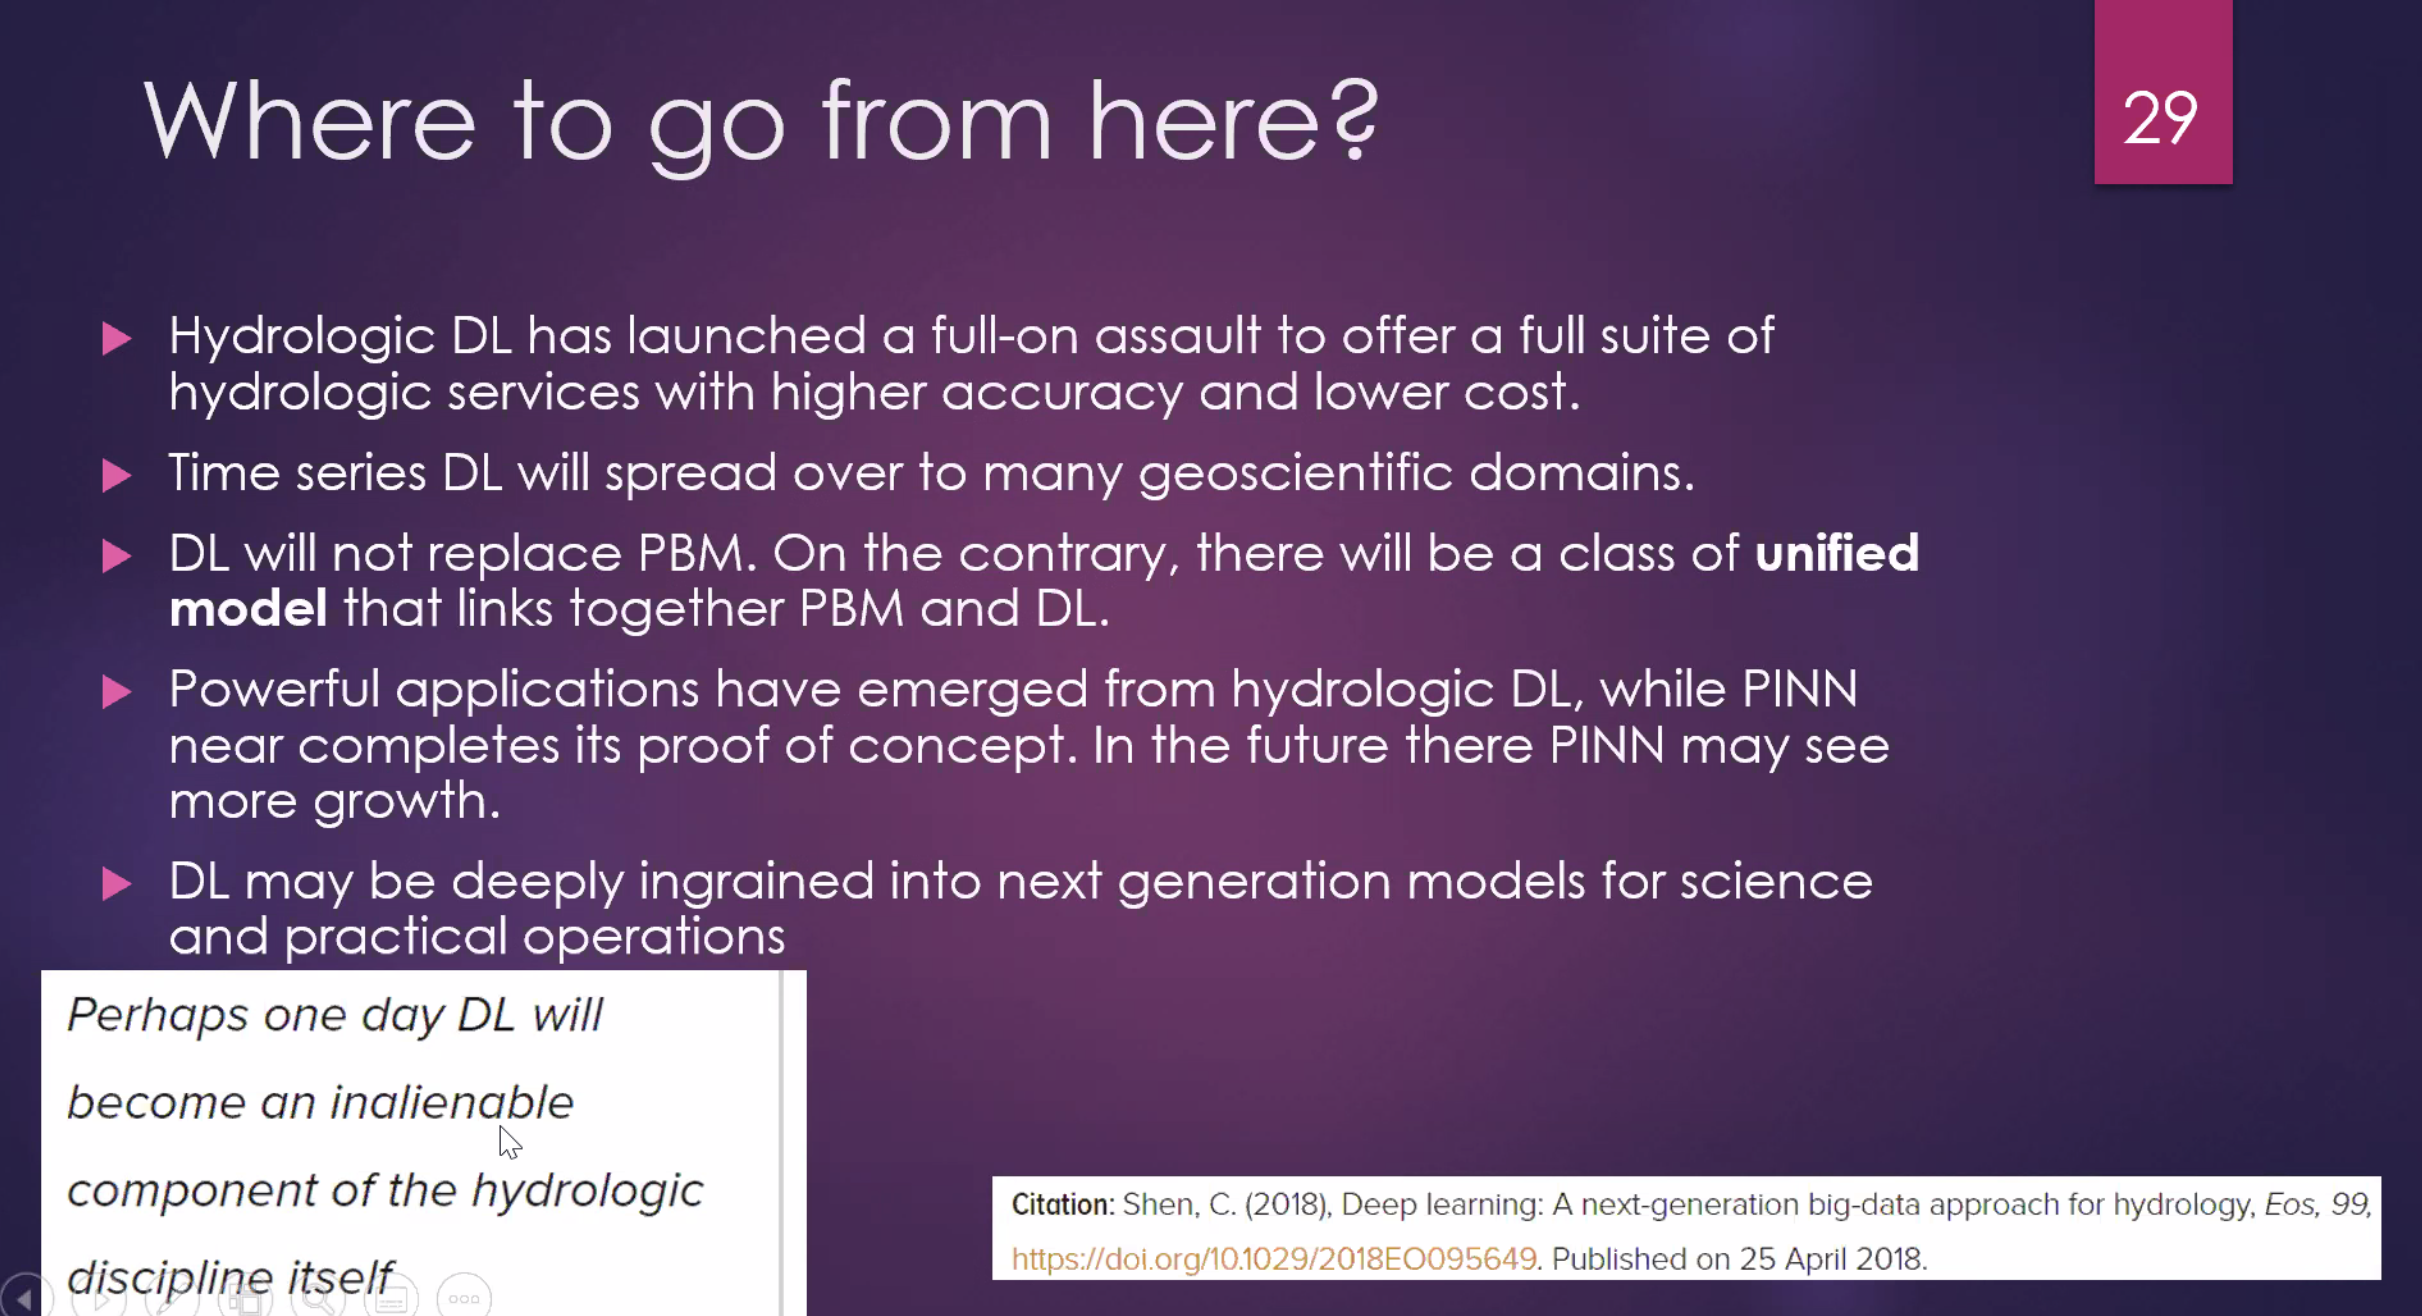 Where to go from here?
29
Hydrologic DL has launched a full-on assault to offer a full suite of
hydrologic services with higher accuracy and lower cost.
Time series DL will spread over to many geoscientific domains.
DL will not replace PBM. On the contrary, there will be a class of unified
model that links together PBM and DL.
Powerful applications have emerged from hydrologic DL, while PINN
near completes its proof of concept. In the future there PINN may see
more growth.
DL may be deeply ingrained into next generation models for science
and practical operations
Perhaps one day DL will
become an inalienable
component of the hydrologic
discipline itself
Citation: Shen, C. (2018), Deep learning: A next-generation big-data approach for hydrology, Eos, 99,
https://doi.org/10.1029/2018EO095649. Published on 25 April 2018.